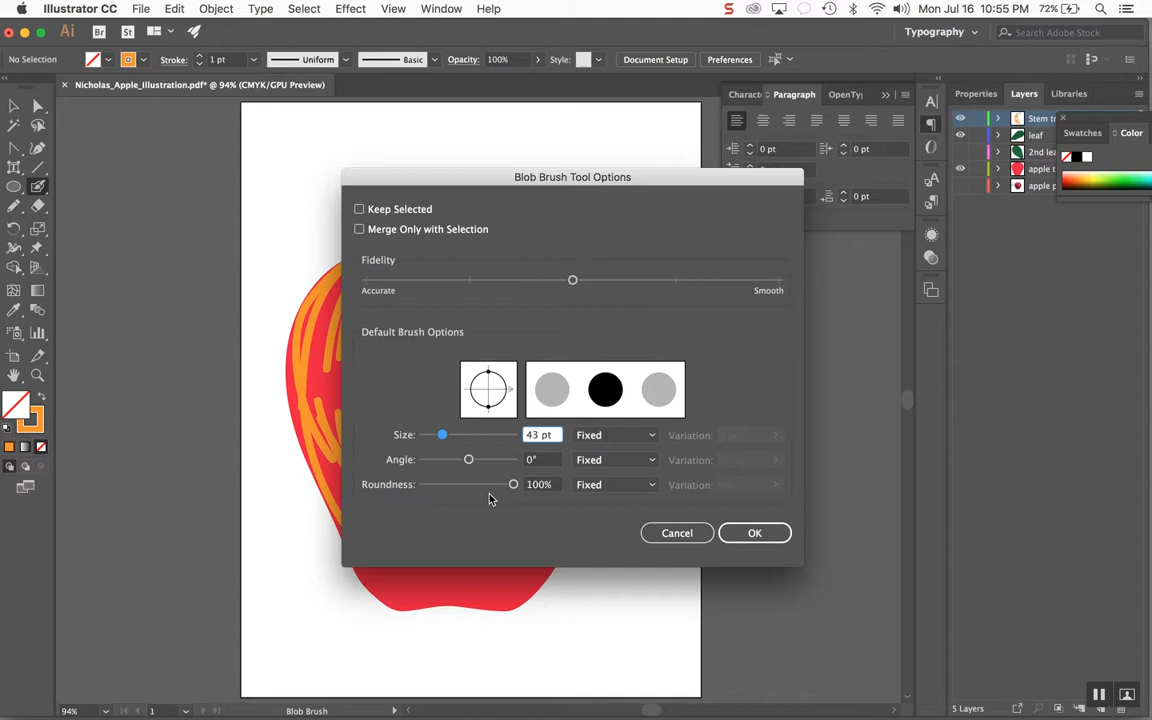 Illustrator CC File Edit Object Type Select Effect View Window Help S Mon Jul 16 10:55 PM 72%
Ai Br St Typography Search Adobe Stock
No Selection Stroke: 1 pt Uniform Basic Opacity: 100% Style: Document Setup Preferences
× Nicholas_Apple_Illustration.pdf* @ 94% (CMYK/GPU Preview)
Charact Paragraph OpenTy Properties Layers Libraries
Stem tr
leaf
2nd lea
apple t
apple p
Swatches Color
0 pt 0 pt
0 pt
Blob Brush Tool Options
Keep Selected
Merge Only with Selection
Fidelity
Accurate Smooth
Default Brush Options
Size: 43 pt Fixed Variation:
Angle: 0° Fixed Variation:
Roundness: 100% Fixed Variation:
Cancel OK
94% 1 Blob Brush 5 Layers